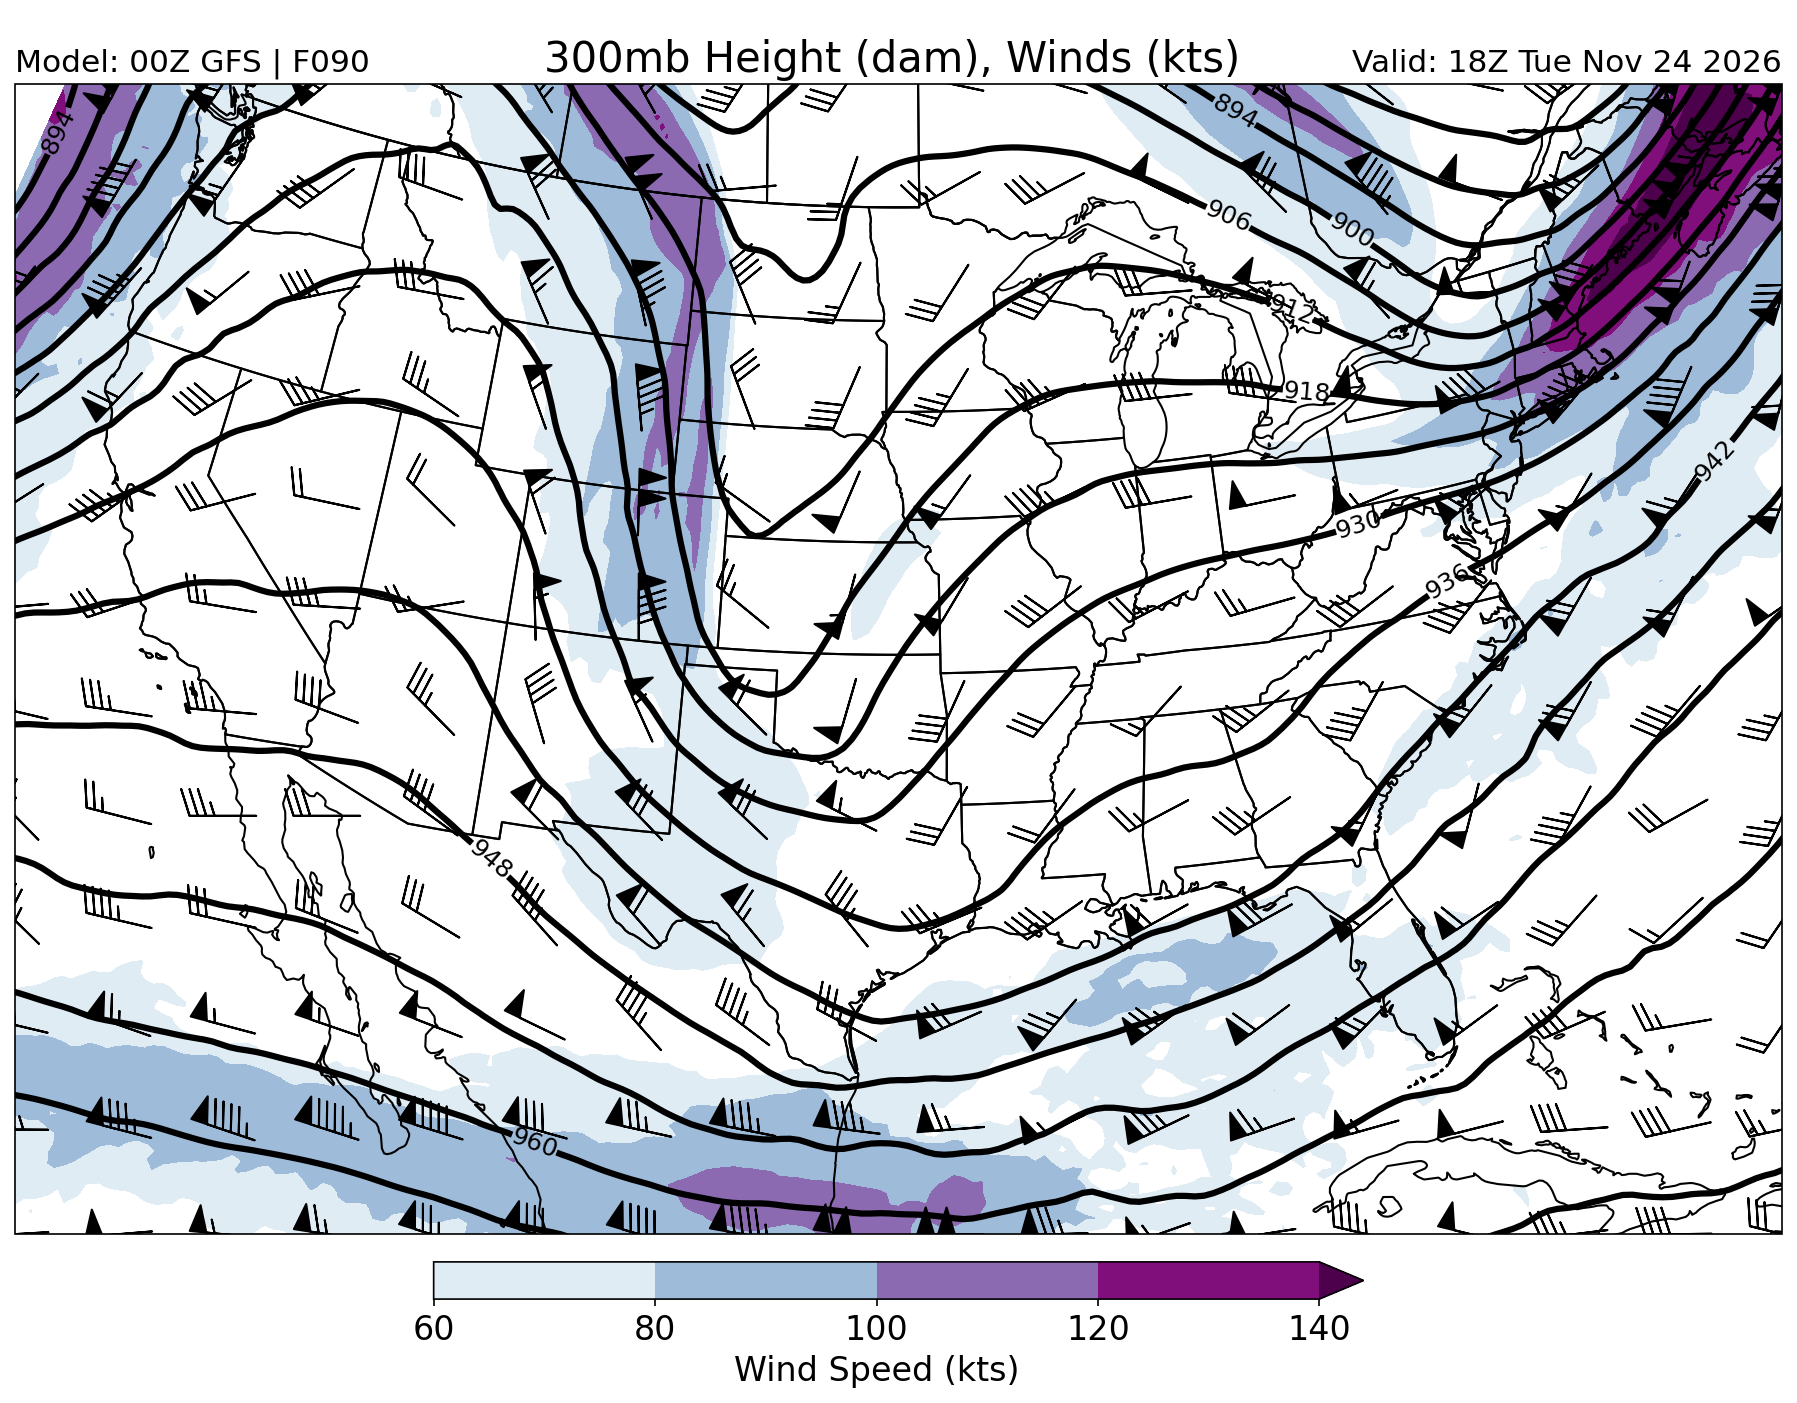 Model: 00Z GFS | F090
300mb Height (dam), Winds (kts)
Valid: 18Z Tue Nov 24 2026
894
894
906
900
912
918
942
930
936
948
960
60 80 100 120 140
Wind Speed (kts)